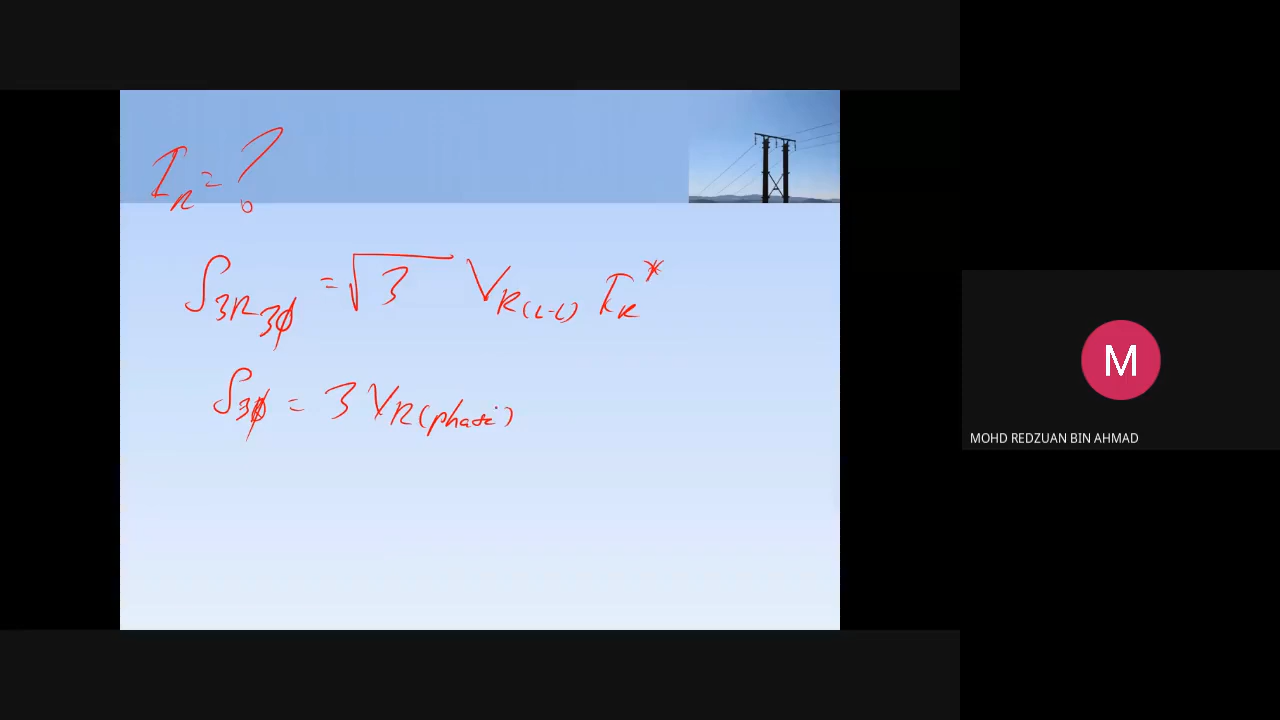 I_R = ?
S_3R 3φ = √3 V_R(L-L) I_R*
S_3φ = 3 V_R(phase)
M
MOHD REDZUAN BIN AHMAD